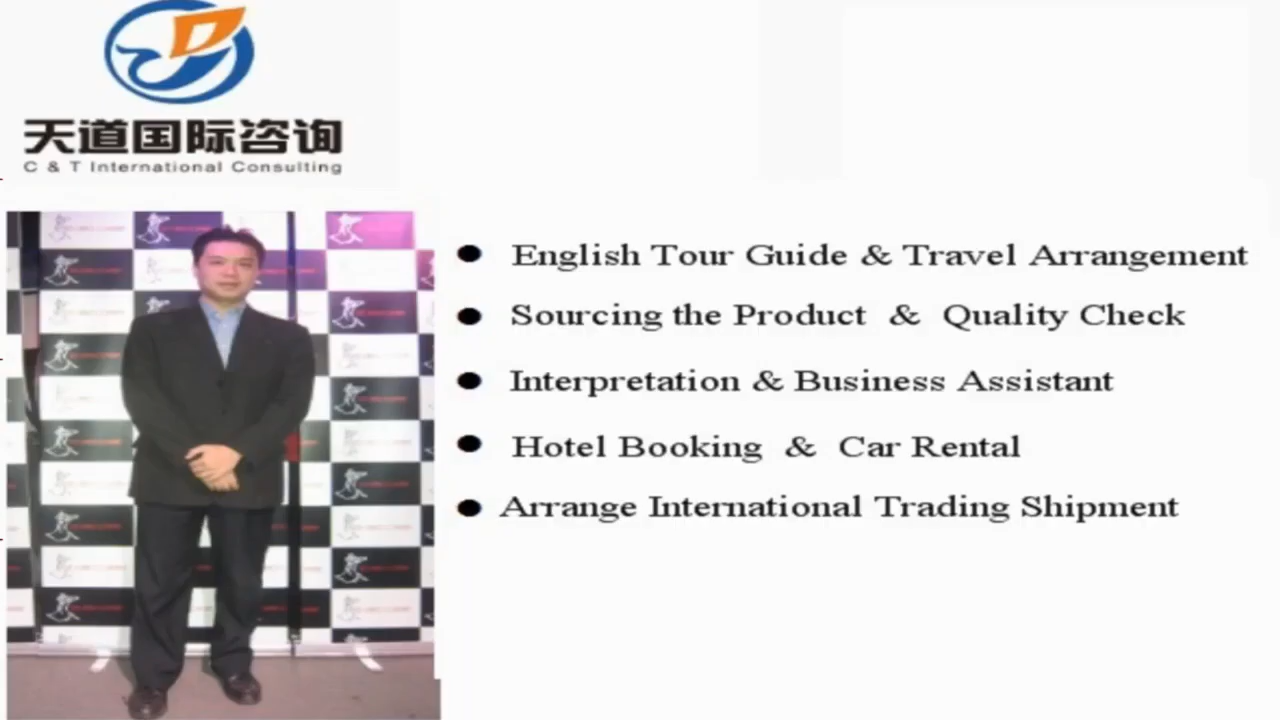 天道国际咨询
C & T International Consulting
● English Tour Guide & Travel Arrangement
● Sourcing the Product & Quality Check
● Interpretation & Business Assistant
● Hotel Booking & Car Rental
● Arrange International Trading Shipment